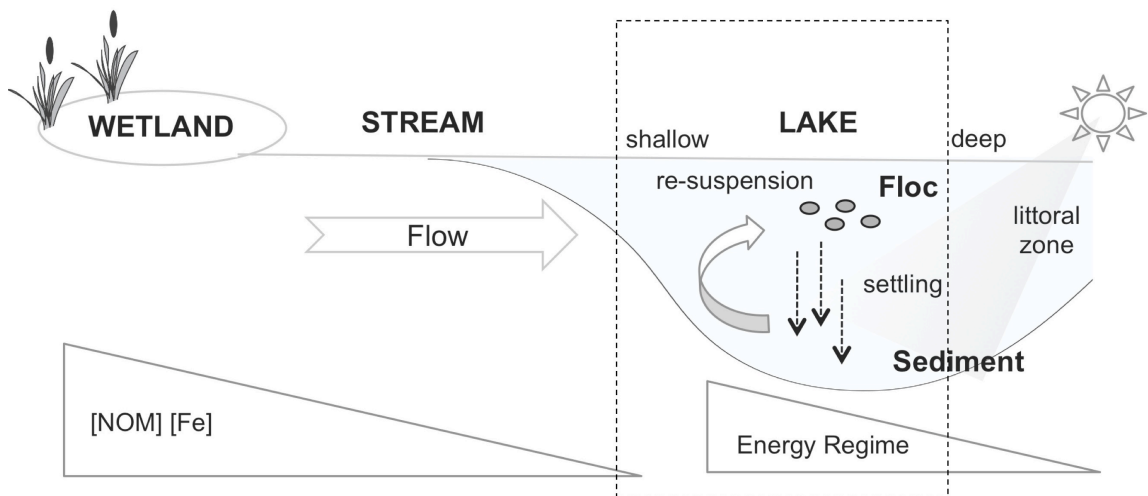 WETLAND
STREAM
LAKE
shallow
deep
re-suspension
Floc
littoral
zone
Flow
settling
Sediment
[NOM] [Fe]
Energy Regime